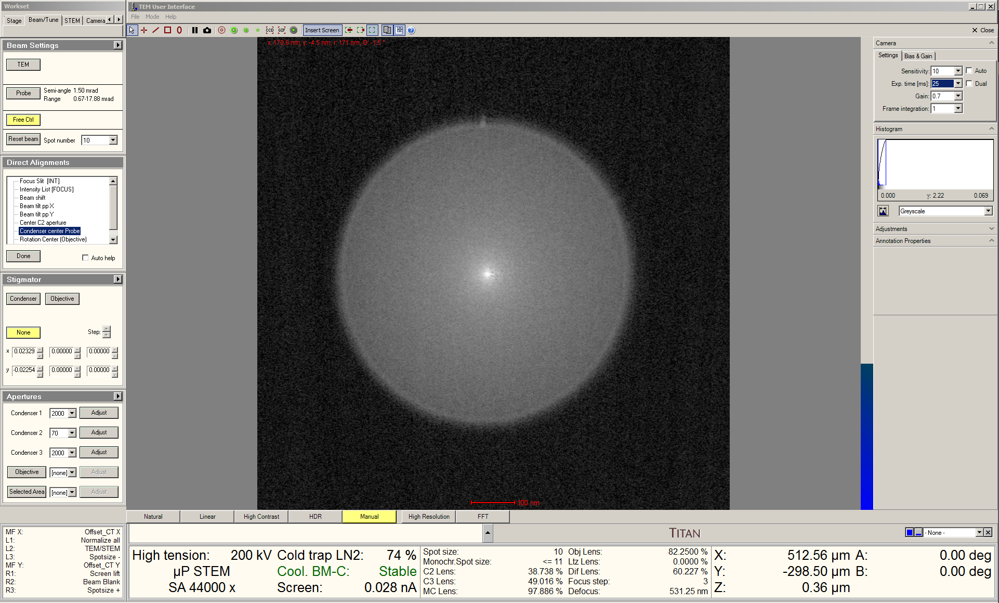 Workset
Stage Beam/Tune STEM Camera
Beam Settings
TEM
Probe Semi-angle 1.50 mrad
Range 0.67-17.88 mrad
Free Ctrl
Reset beam Spot number 10
Direct Alignments
Focus Slit [INT]
Intensity List [FOCUS]
Beam shift
Beam tilt pp X
Beam tilt pp Y
Center C2 aperture
Condenser center Probe
Rotation Center (Objective)
Done Auto help
Stigmator
Condenser Objective
None Step:
x 0.02329 0.00000 0.00000
y -0.02254 0.00000 0.00000
Apertures
Condenser 1 2000 Adjust
Condenser 2 70 Adjust
Condenser 3 2000 Adjust
Objective [none] Adjust
Selected Area [none] Adjust
MF X: Offset_CT X
L1: Normalize all
L2: TEM/STEM
L3: Spotsize -
MF Y: Offset_CT Y
R1: Screen lift
R2: Beam Blank
R3: Spotsize +
TEM User Interface
File Mode Help
CCD GIF Insert Screen Close
x: 170.8 nm, y: -4.5 nm, r: 171 nm, Θ: -1.5 °
100 nm
Camera
Settings Bias & Gain
Sensitivity: 10 Auto
Exp. time [ms]: 25 Dual
Gain: 0.7
Frame integration: 1
Histogram
0.000 γ: 2.22 0.069
Greyscale
Adjustments
Annotation Properties
Natural Linear High Contrast HDR Manual High Resolution FFT
TITAN
- None -
High tension: 200 kV Cold trap LN2: 74 %
µP STEM Cool. BM-C: Stable
SA 44000 x Screen: 0.028 nA
Spot size: 10 Obj Lens: 82.2500 %
Monochr.Spot size: <= 11 Ltz Lens: 0.0000 %
C2 Lens: 38.738 % Dif Lens: 60.227 %
C3 Lens: 49.016 % Focus step: 3
MC Lens: 97.886 % Defocus: 531.25 nm
X: 512.56 µm A: 0.00 deg
Y: -298.50 µm B: 0.00 deg
Z: 0.36 µm